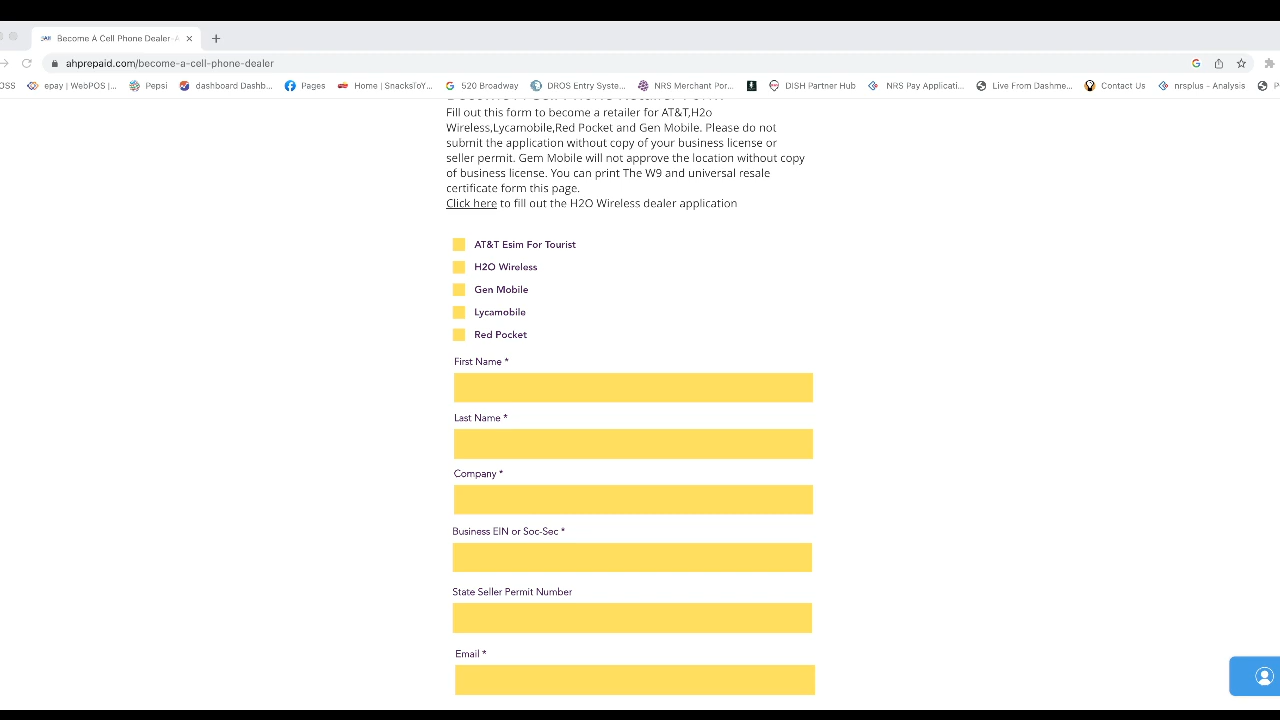 Become A Cell Phone Dealer-A
ahprepaid.com/become-a-cell-phone-dealer
OSS
eJay | WebPOS |...
Pepsi
dashboard Dashb...
Pages
Home | SnacksToY...
520 Broadway
DROS Entry Syste...
NRS Merchant Por...
DISH Partner Hub
NRS Pay Applicati...
Live From Dashme...
Contact Us
nrsplus - Analysis
Fill out this form to become a retailer for AT&T,H2o
Wireless,Lycamobile,Red Pocket and Gen Mobile. Please do not
submit the application without copy of your business license or
seller permit. Gem Mobile will not approve the location without copy
of business license. You can print The W9 and universal resale
certificate form this page.
Click here to fill out the H2O Wireless dealer application
AT&T Esim For Tourist
H2O Wireless
Gen Mobile
Lycamobile
Red Pocket
First Name *
Last Name *
Company *
Business EIN or Soc-Sec *
State Seller Permit Number
Email *